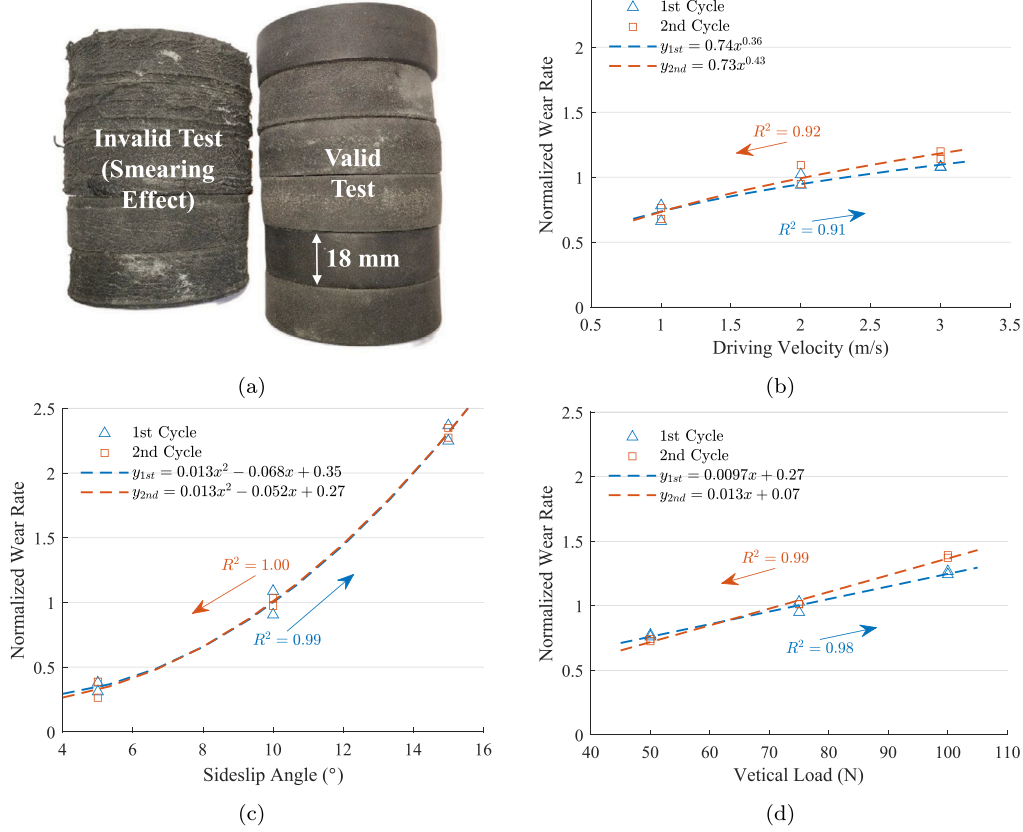 Invalid Test
(Smearing
Effect)
Valid
Test
18 mm
(a)
1st Cycle
2nd Cycle
y1st = 0.74x^0.36
y2nd = 0.73x^0.43
R² = 0.92
R² = 0.91
Normalized Wear Rate
2
1.5
1
0.5
0
0.5 1 1.5 2 2.5 3 3.5
Driving Velocity (m/s)
(b)
1st Cycle
2nd Cycle
y1st = 0.013x² − 0.068x + 0.35
y2nd = 0.013x² − 0.052x + 0.27
R² = 1.00
R² = 0.99
Normalized Wear Rate
2.5
2
1.5
1
0.5
0
4 6 8 10 12 14 16
Sideslip Angle (°)
(c)
1st Cycle
2nd Cycle
y1st = 0.0097x + 0.27
y2nd = 0.013x + 0.07
R² = 0.99
R² = 0.98
Normalized Wear Rate
2.5
2
1.5
1
0.5
0
40 50 60 70 80 90 100 110
Vetical Load (N)
(d)